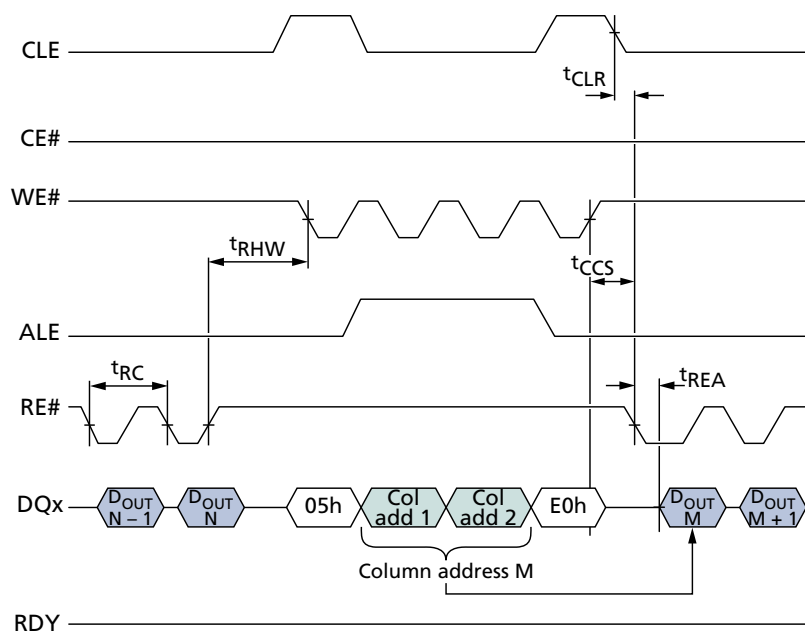 CLE
tCLR
CE#
WE#
tRHW
tCCS
ALE
tRC
tREA
RE#
DQx
DOUT
N – 1
DOUT
N
05h
Col
add 1
Col
add 2
E0h
DOUT
M
DOUT
M + 1
Column address M
RDY